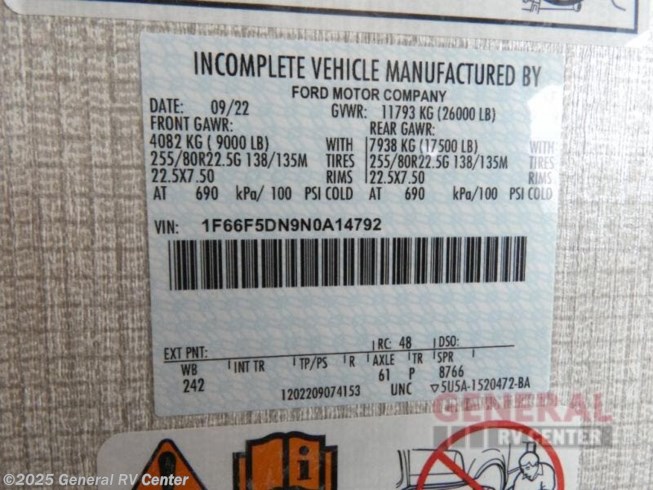 INCOMPLETE VEHICLE MANUFACTURED BY
FORD MOTOR COMPANY
DATE: 09/22 GVWR: 11793 KG (26000 LB)
FRONT GAWR: REAR GAWR:
4082 KG ( 9000 LB) WITH 7938 KG (17500 LB) WITH
255/80R22.5G 138/135M TIRES 255/80R22.5G 138/135M TIRES
22.5X7.50 RIMS 22.5X7.50 RIMS
AT 690 kPa/ 100 PSI COLD AT 690 kPa/ 100 PSI COLD
VIN: 1F66F5DN9N0A14792
EXT PNT: RC: 48 DSO:
WB INT TR TP/PS R AXLE TR SPR
242 61 P 8766
1202209074153 UNC ▽5U5A-1520472-BA
GENERAL
RV CENTER
©2025 General RV Center